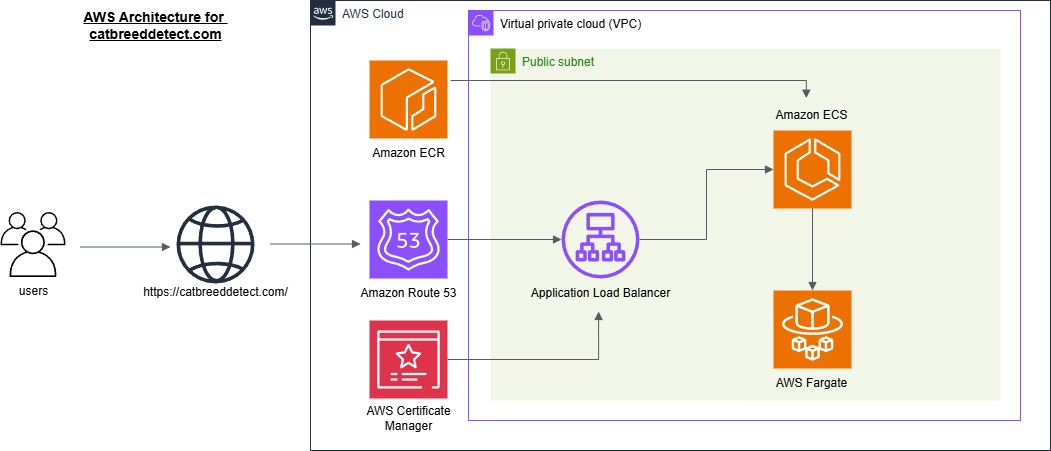 AWS Architecture for
catbreeddetect.com
aws
AWS Cloud
Virtual private cloud (VPC)
Public subnet
Amazon ECR
Amazon ECS
53
users
https://catbreeddetect.com/
Amazon Route 53
Application Load Balancer
AWS Fargate
AWS Certificate
Manager